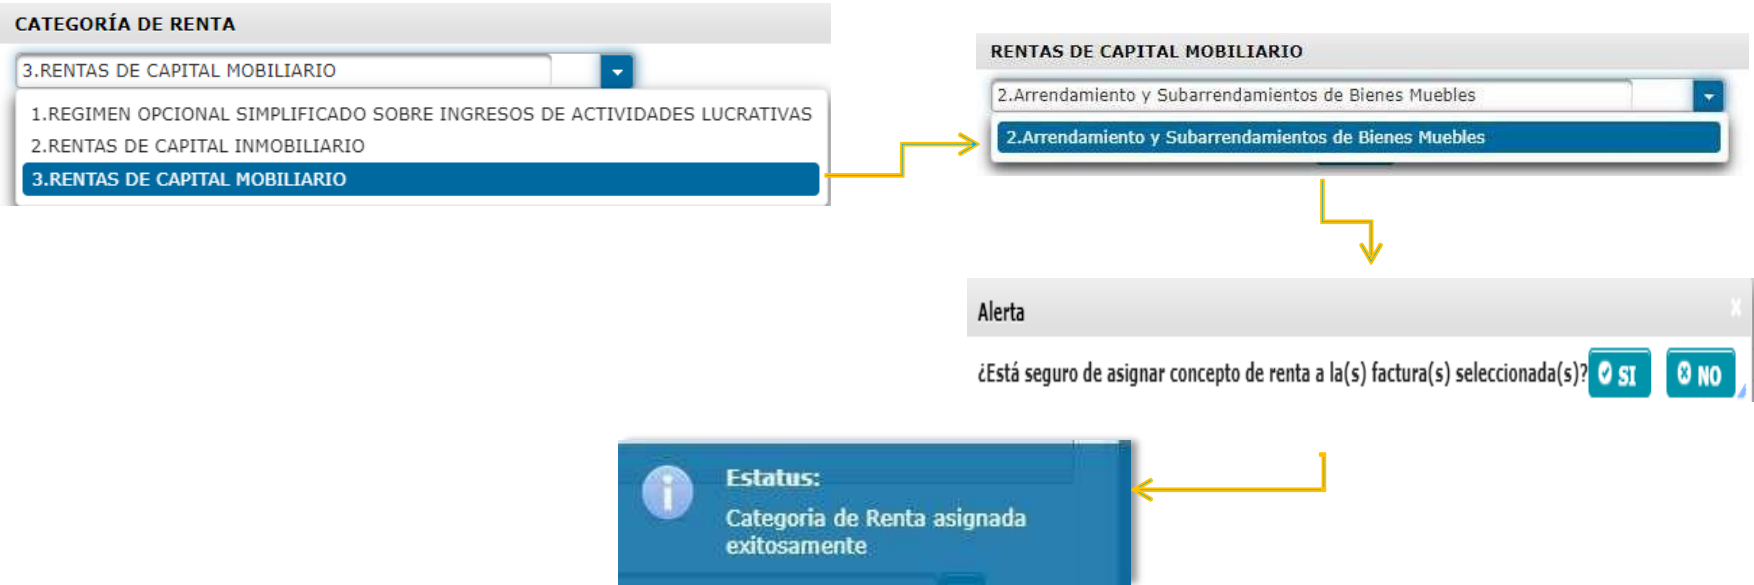 CATEGORÍA DE RENTA
3.RENTAS DE CAPITAL MOBILIARIO
1.REGIMEN OPCIONAL SIMPLIFICADO SOBRE INGRESOS DE ACTIVIDADES LUCRATIVAS
2.RENTAS DE CAPITAL INMOBILIARIO
3.RENTAS DE CAPITAL MOBILIARIO
RENTAS DE CAPITAL MOBILIARIO
2.Arrendamiento y Subarrendamientos de Bienes Muebles
2.Arrendamiento y Subarrendamientos de Bienes Muebles
Alerta
¿Está seguro de asignar concepto de renta a la(s) factura(s) seleccionada(s)? SI NO
Estatus:
Categoria de Renta asignada
exitosamente